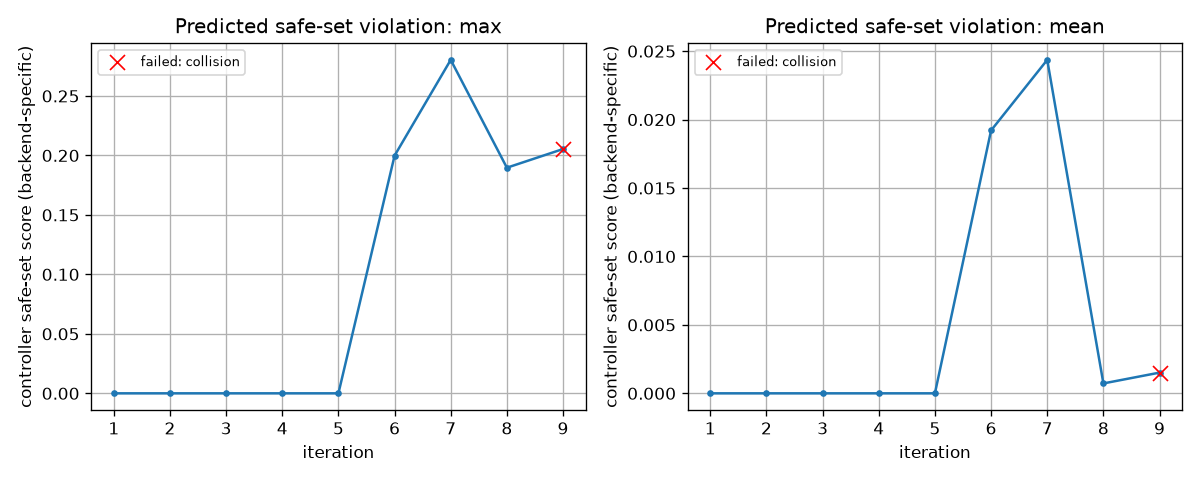 Predicted safe-set violation: max
failed: collision
controller safe-set score (backend-specific)
0.25
0.20
0.15
0.10
0.05
0.00
1 2 3 4 5 6 7 8 9
iteration
Predicted safe-set violation: mean
failed: collision
controller safe-set score (backend-specific)
0.025
0.020
0.015
0.010
0.005
0.000
1 2 3 4 5 6 7 8 9
iteration